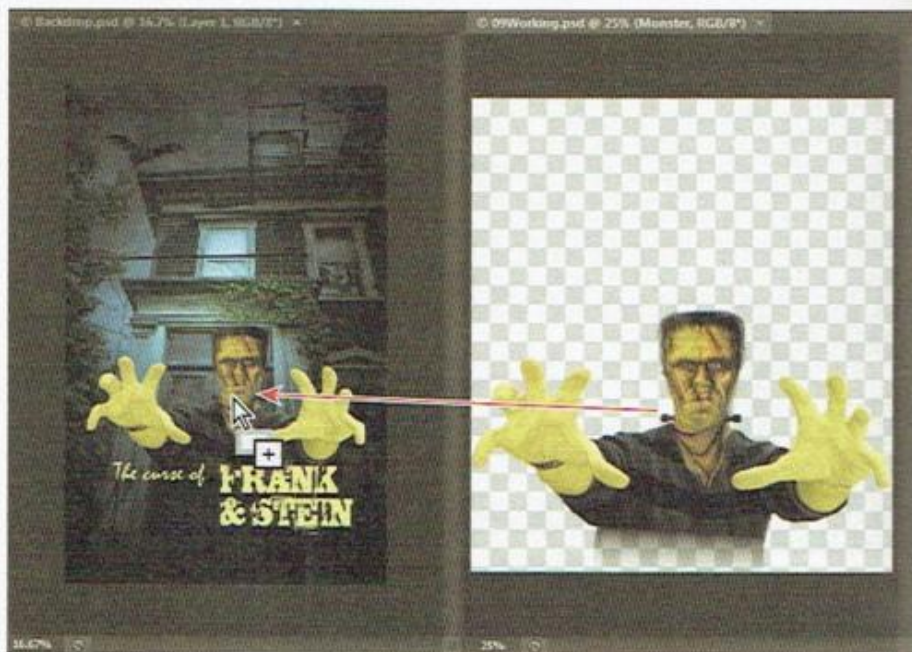 © Backdrop.psd @ 16.7% (Layer 1, RGB/8*) ×
© 09Working.psd @ 25% (Monster, RGB/8*) ×
The curse of FRANK
& STEIN
16.67%
25%